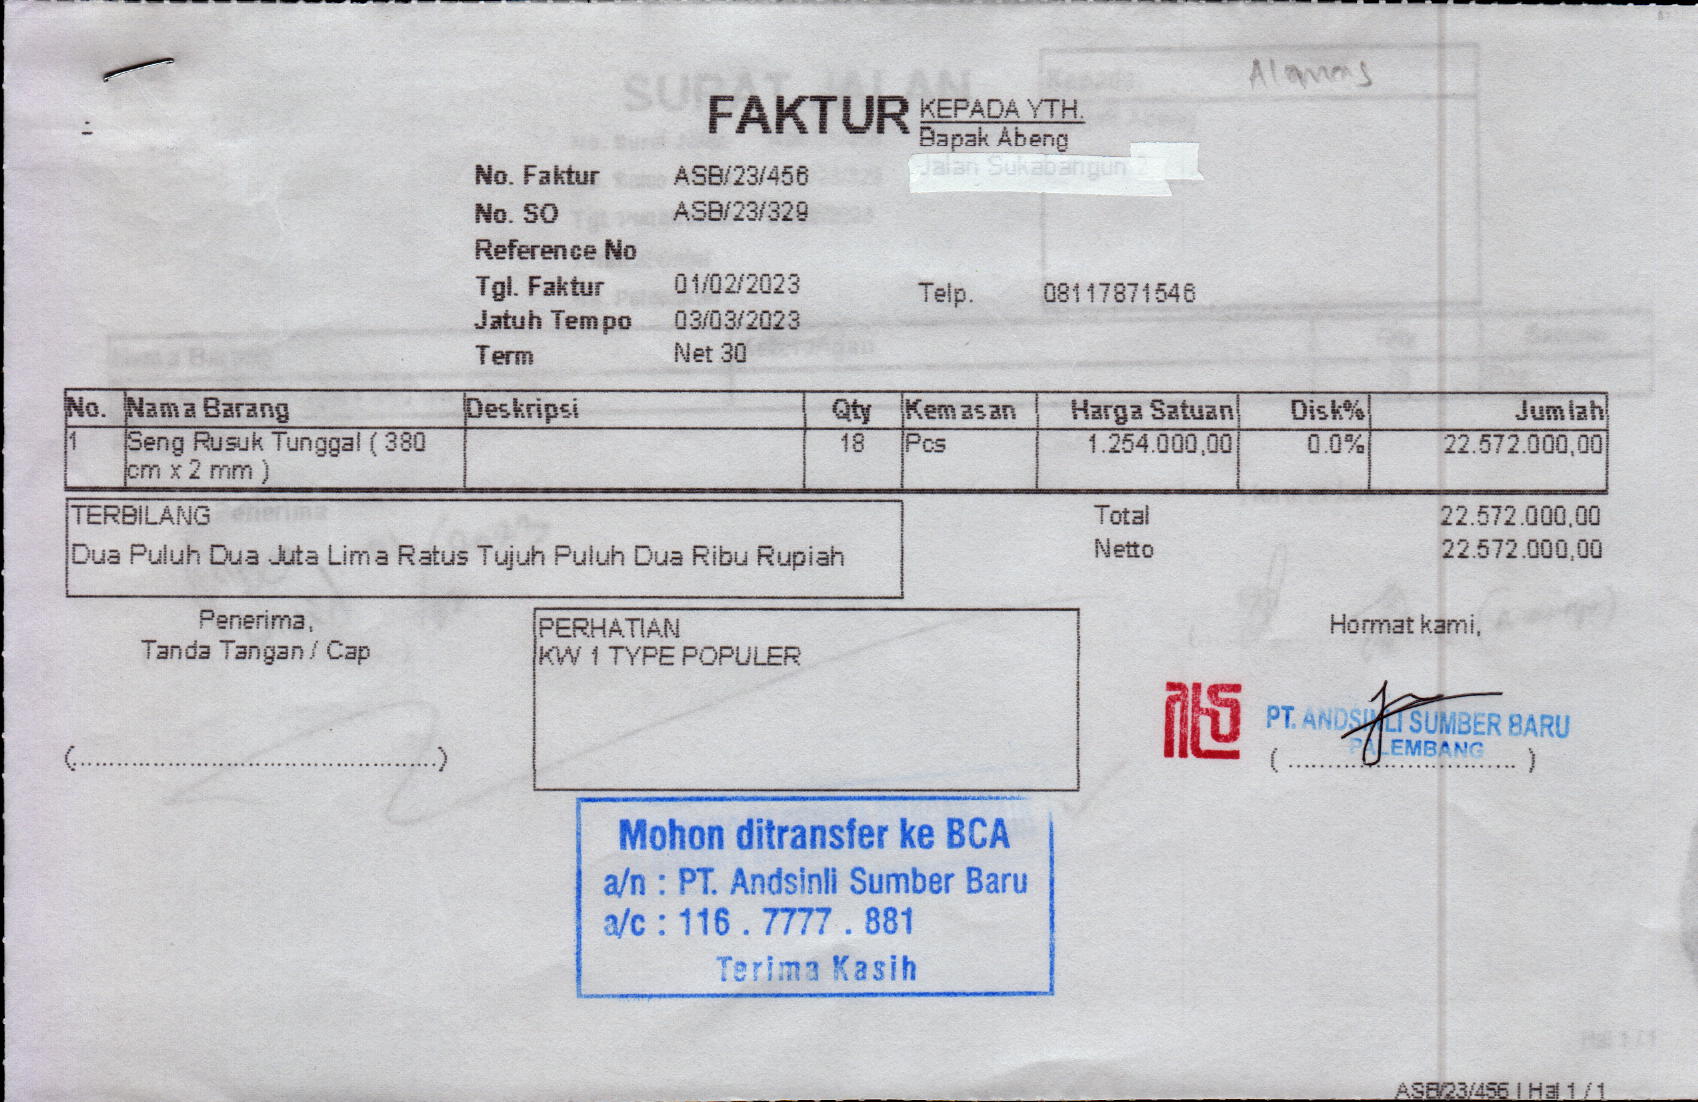 Alamas
FAKTUR
KEPADA YTH.
Bapak Abeng
Jalan Sukabangun 2
No. Faktur ASB/23/456
No. SO ASB/23/329
Reference No
Tgl. Faktur 01/02/2023
Telp. 08117871546
Jatuh Tempo 03/03/2023
Term Net 30
No. Nama Barang Deskripsi Qty Kemasan Harga Satuan Disk% Jumlah
1 Seng Rusuk Tunggal ( 380 18 Pcs 1.254.000,00 0.0% 22.572.000,00
cm x 2 mm )
TERBILANG
Dua Puluh Dua Juta Lima Ratus Tujuh Puluh Dua Ribu Rupiah
Total 22.572.000,00
Netto 22.572.000,00
Penerima,
Tanda Tangan / Cap
(................................................)
PERHATIAN
KW 1 TYPE POPULER
Hormat kami,
PT. ANDSINLI SUMBER BARU
PALEMBANG
( .............................. )
Mohon ditransfer ke BCA
a/n : PT. Andsinli Sumber Baru
a/c : 116 . 7777 . 881
Terima Kasih
ASB/23/456 | Hal 1 / 1